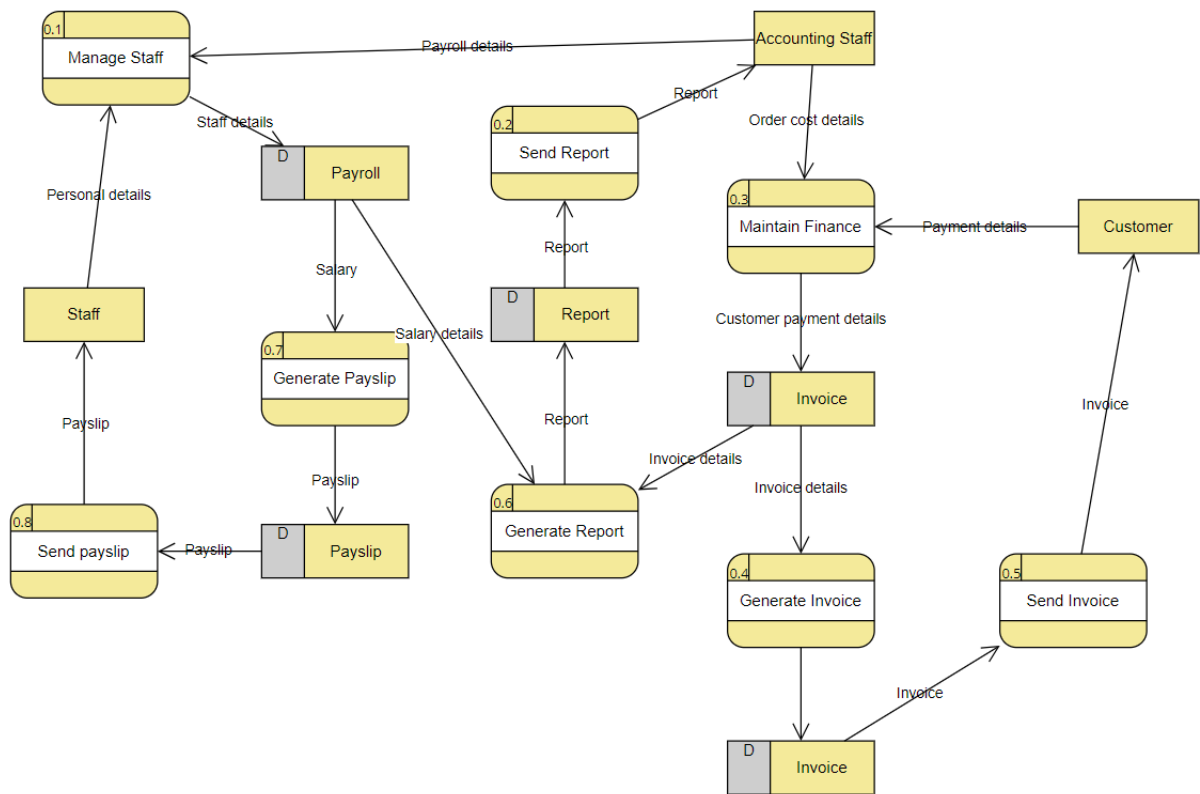 0.1
Manage Staff
Payroll details
Accounting Staff
Staff details
D
Payroll
Report
0.2
Send Report
Order cost details
Personal details
0.3
Maintain Finance
Payment details
Customer
Salary
Report
Staff
D
Report
Salary details
Customer payment details
0.7
Generate Payslip
D
Invoice
Invoice
Payslip
Report
Invoice details
Invoice details
Payslip
0.6
Generate Report
0.8
Send payslip
Payslip
D
Payslip
0.4
Generate Invoice
0.5
Send Invoice
Invoice
D
Invoice